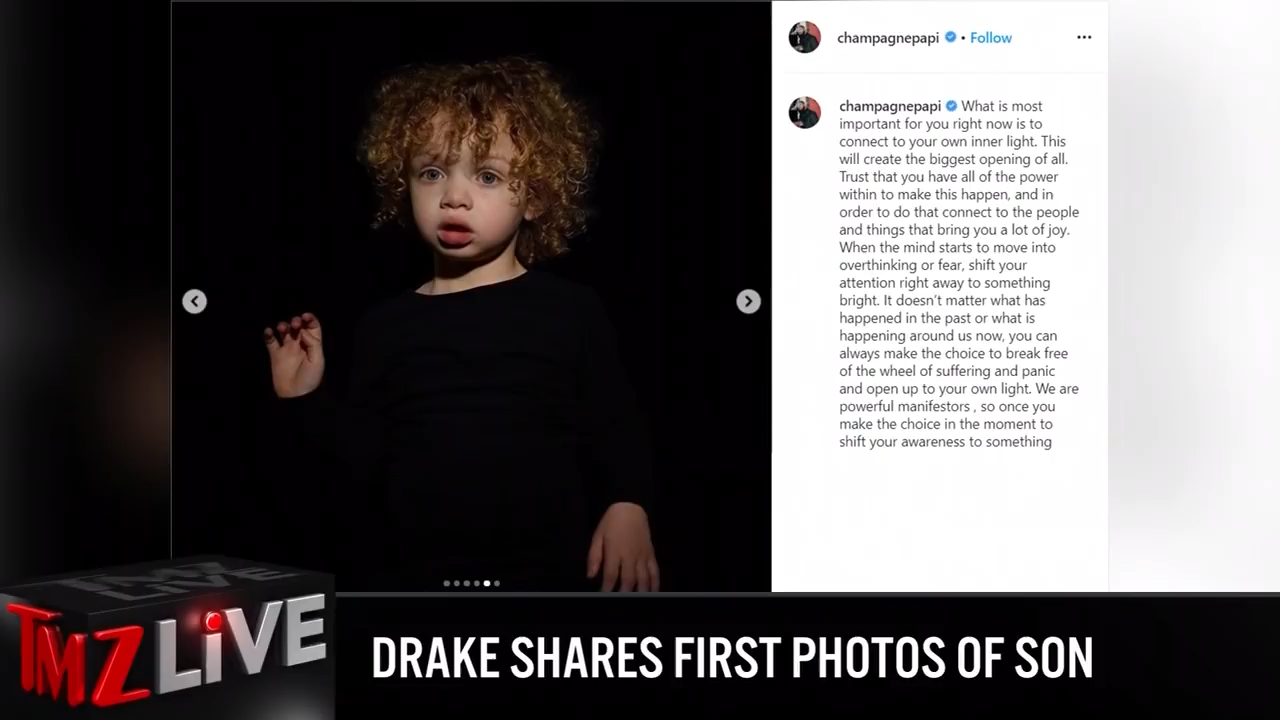 champagnepapi • Follow
champagnepapi What is most
important for you right now is to
connect to your own inner light. This
will create the biggest opening of all.
Trust that you have all of the power
within to make this happen, and in
order to do that connect to the people
and things that bring you a lot of joy.
When the mind starts to move into
overthinking or fear, shift your
attention right away to something
bright. It doesn’t matter what has
happened in the past or what is
happening around us now, you can
always make the choice to break free
of the wheel of suffering and panic
and open up to your own light. We are
powerful manifestors , so once you
make the choice in the moment to
shift your awareness to something
TMZ LIVE
TMZ LiVE
DRAKE SHARES FIRST PHOTOS OF SON